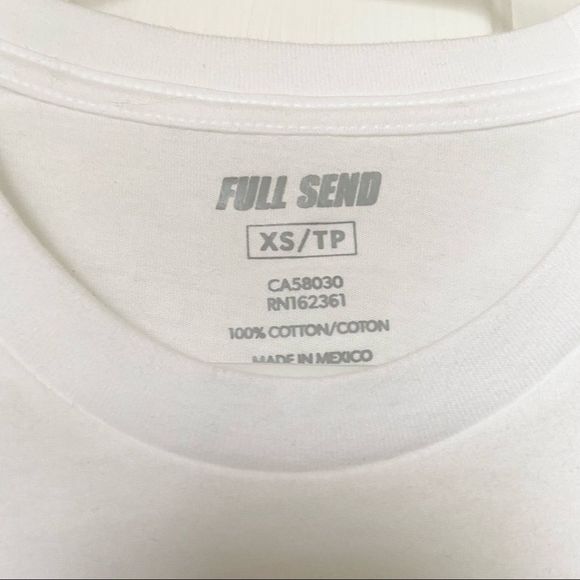 FULL SEND
XS/TP
CA58030
RN162361
100% COTTON/COTON
MADE IN MEXICO